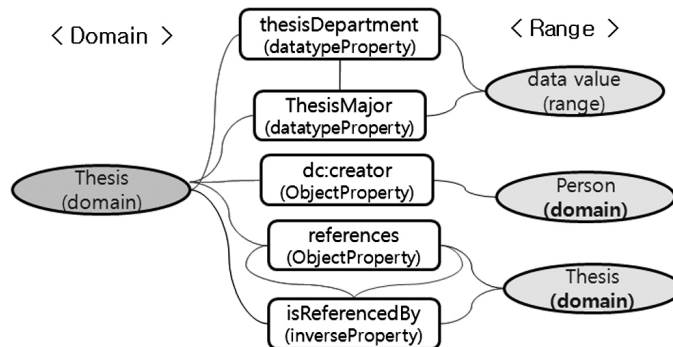 < Domain >
thesisDepartment
(datatypeProperty)
< Range >
data value
(range)
ThesisMajor
(datatypeProperty)
Thesis
(domain)
dc:creator
(ObjectProperty)
Person
(domain)
references
(ObjectProperty)
Thesis
(domain)
isReferencedBy
(inverseProperty)